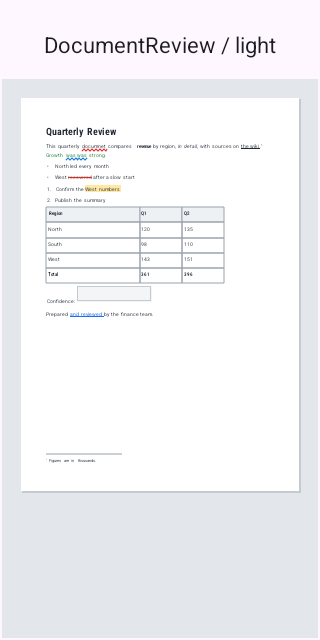 DocumentReview / light
Quarterly Review
This quarterly documnet compares revenue by region, in detail, with sources on the wiki.
Growth was was strong.
North led every month
West recovered after a slow start
1. Confirm the West numbers
2. Publish the summary
Region Q1 Q2
North 120 135
South 98 110
West 143 151
Total 361 396
Confidence:
Prepared and reviewed by the finance team.
Figures are in thousands